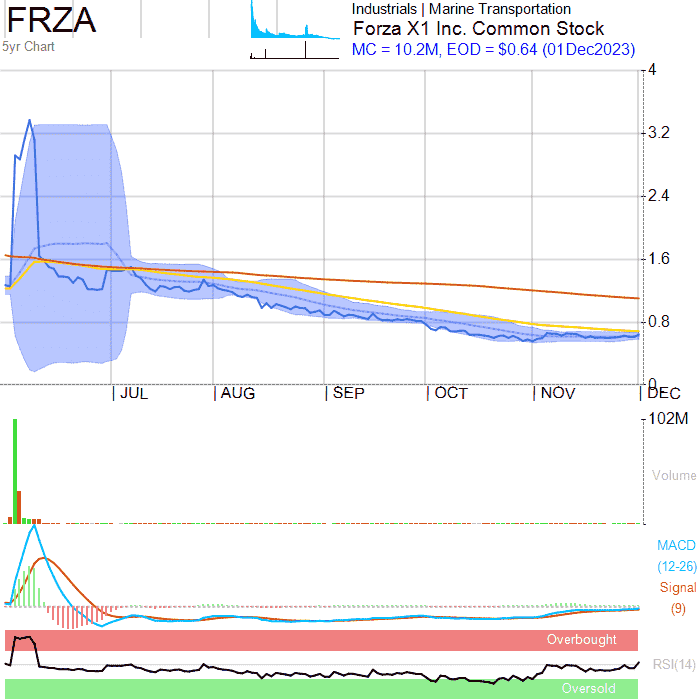 FRZA
5yr Chart
Industrials | Marine Transportation
Forza X1 Inc. Common Stock
MC = 10.2M, EOD = $0.64 (01Dec2023)
4
3.2
2.4
1.6
0.8
0
JUL
AUG
SEP
OCT
NOV
DEC
102M
Volume
MACD
(12-26)
Signal
(9)
Overbought
RSI(14)
Oversold